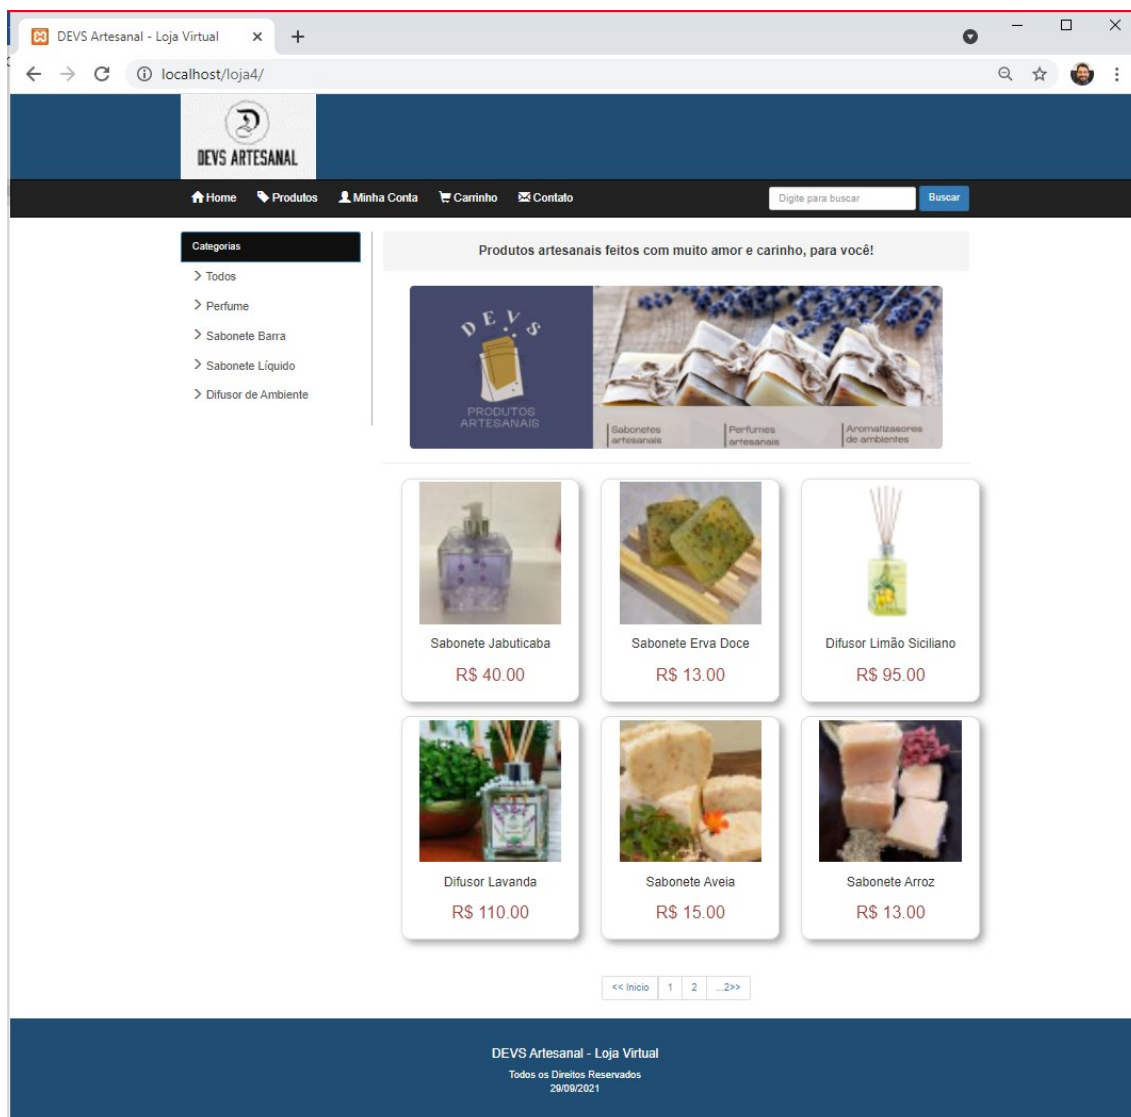 DEVS Artesanal - Loja Virtual
localhost/loja4/
DEVS ARTESANAL
Home Produtos Minha Conta Carrinho Contato Digite para buscar Buscar
Categorias
> Todos
> Perfume
> Sabonete Barra
> Sabonete Líquido
> Difusor de Ambiente
Produtos artesanais feitos com muito amor e carinho, para você!
DEVS
PRODUTOS
ARTESANAIS
Sabonetes
artesanais
Perfumes
artesanais
Aromatizasores
de ambientes
Sabonete Jabuticaba
R$ 40.00
Sabonete Erva Doce
R$ 13.00
Difusor Limão Siciliano
R$ 95.00
Difusor Lavanda
R$ 110.00
Sabonete Aveia
R$ 15.00
Sabonete Arroz
R$ 13.00
<< Inicio 1 2 ...2>>
DEVS Artesanal - Loja Virtual
Todos os Direitos Reservados
29/09/2021